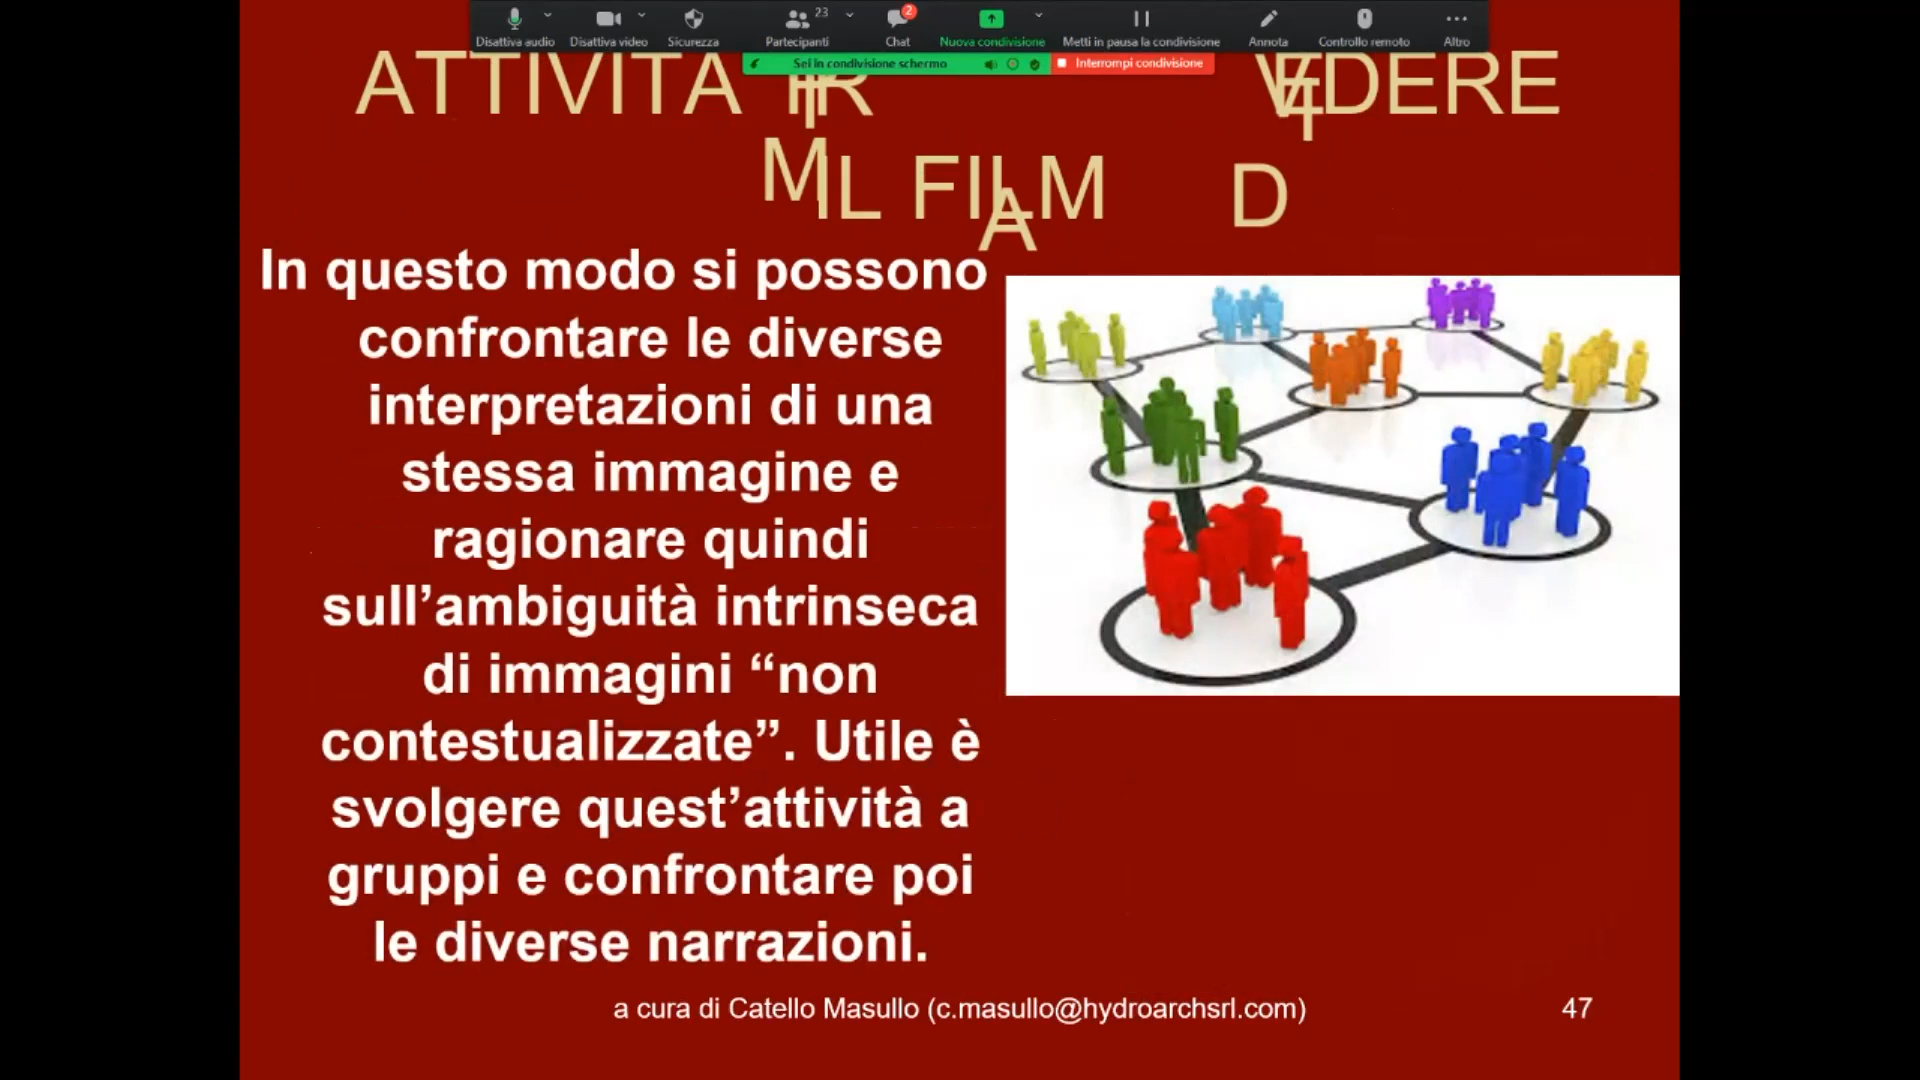 23
2
Disattiva audio
Disattiva video
Sicurezza
Partecipanti
Chat
Nuova condivisione
Metti in pausa la condivisione
Annota
Controllo remoto
Altro
Sei in condivisione schermo
Interrompi condivisione
ATTIVITA
VEDERE
IL FILM
In questo modo si possono
confrontare le diverse
interpretazioni di una
stessa immagine e
ragionare quindi
sull’ambiguità intrinseca
di immagini “non
contestualizzate”. Utile è
svolgere quest’attività a
gruppi e confrontare poi
le diverse narrazioni.
a cura di Catello Masullo (c.masullo@hydroarchsrl.com)
47